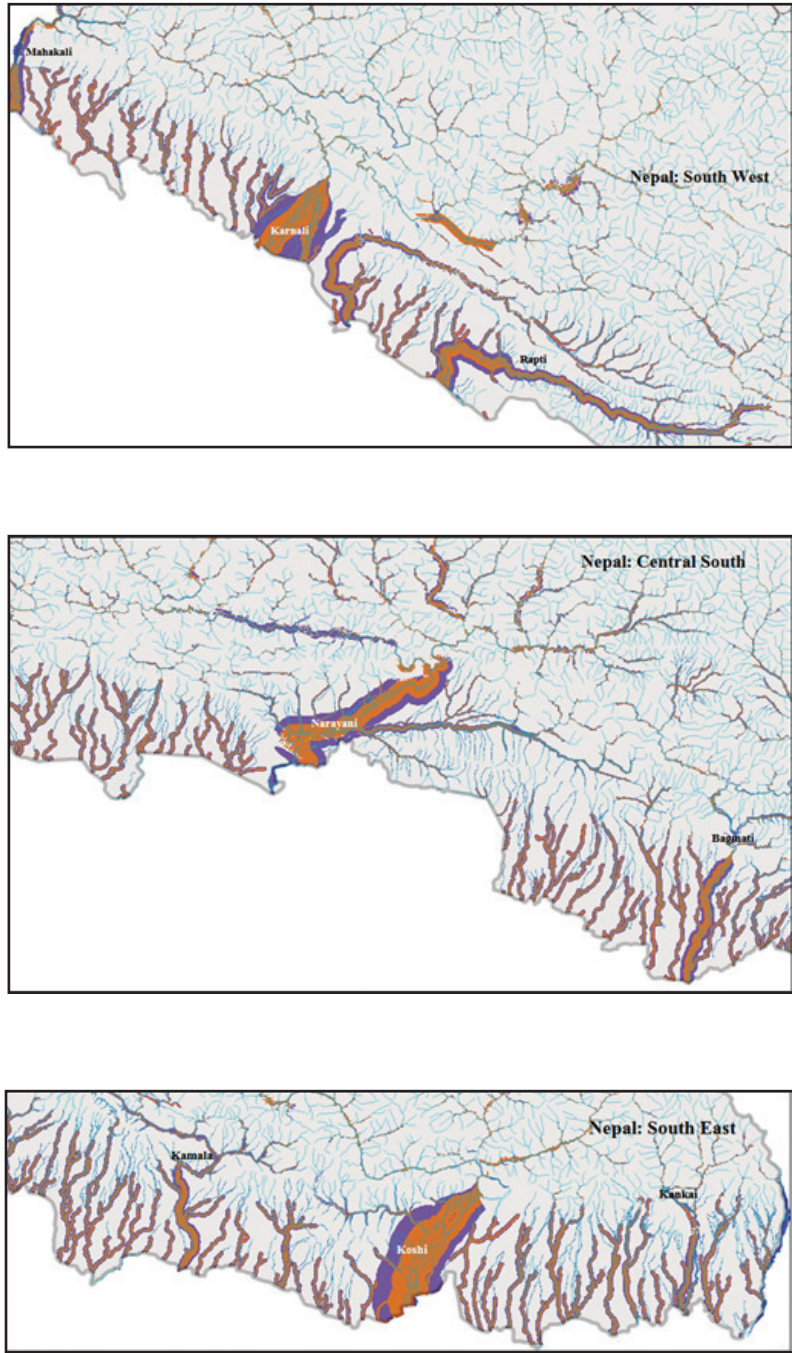 Mahakali
Nepal: South West
Karnali
Rapti
Nepal: Central South
Narayani
Bagmati
Nepal: South East
Kamala
Kankai
Koshi